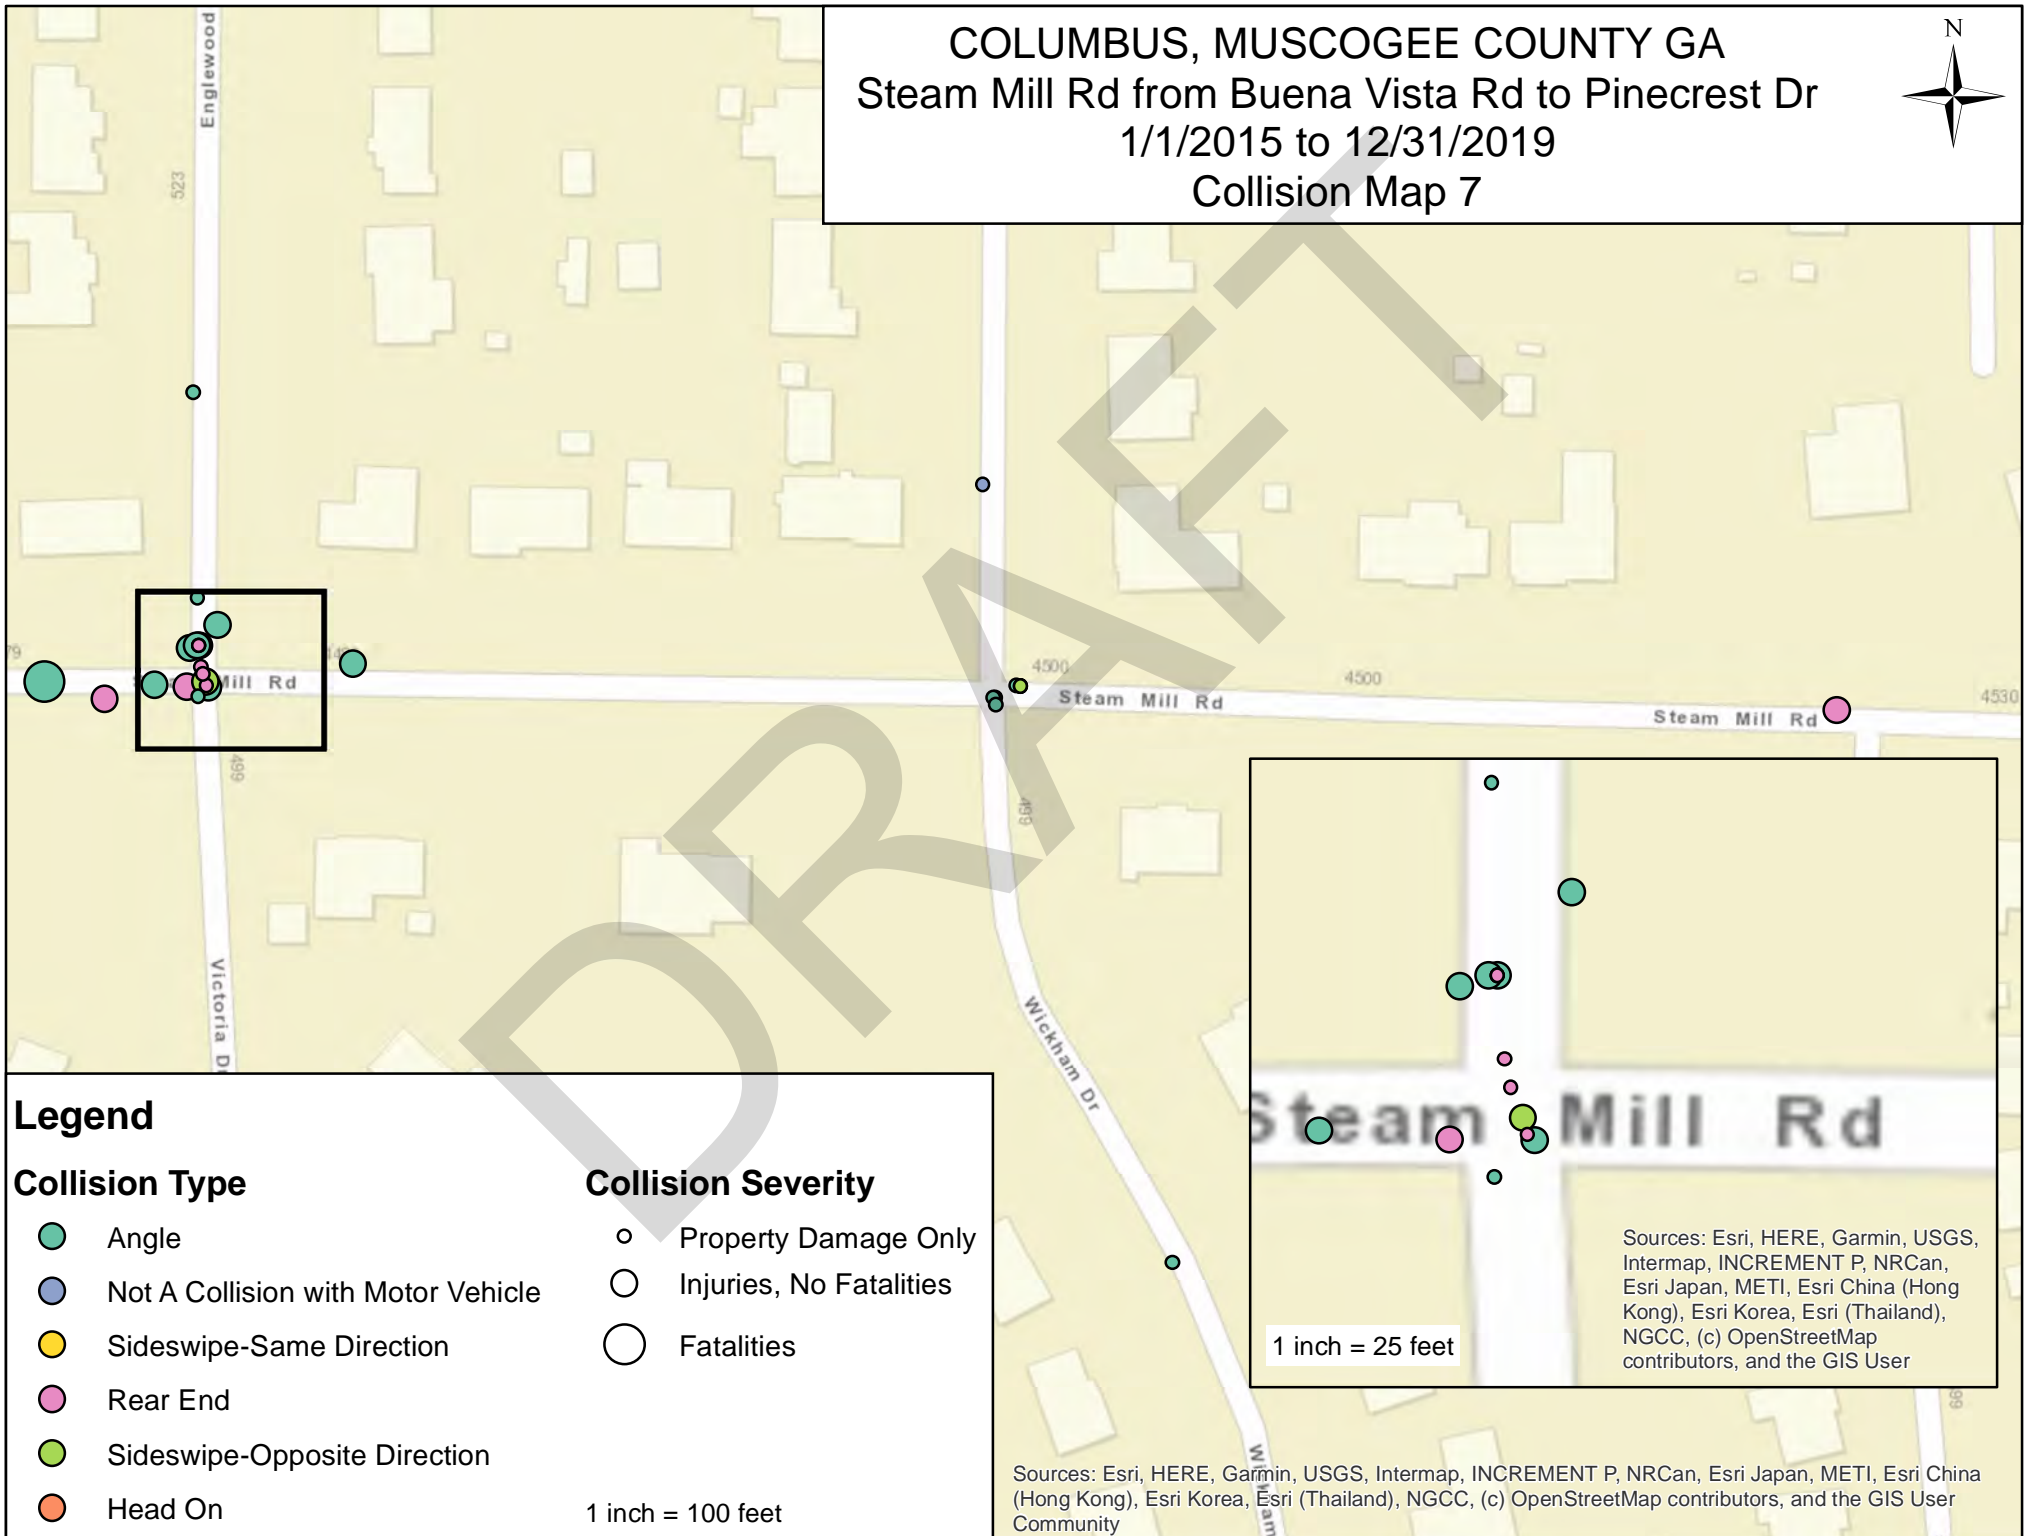 COLUMBUS, MUSCOGEE COUNTY GA
Steam Mill Rd from Buena Vista Rd to Pinecrest Dr
1/1/2015 to 12/31/2019
Collision Map 7
N
Englewood
523
79
Mill Rd
499
4500
Steam Mill Rd
4500
Steam Mill Rd
4530
499
Victoria Dr
Wickham Dr
DRAFT
Steam Mill Rd
Sources: Esri, HERE, Garmin, USGS,
Intermap, INCREMENT P, NRCan,
Esri Japan, METI, Esri China (Hong
Kong), Esri Korea, Esri (Thailand),
NGCC, (c) OpenStreetMap
contributors, and the GIS User
1 inch = 25 feet
Legend
Collision Type
Angle
Not A Collision with Motor Vehicle
Sideswipe-Same Direction
Rear End
Sideswipe-Opposite Direction
Head On
Collision Severity
Property Damage Only
Injuries, No Fatalities
Fatalities
1 inch = 100 feet
Wickham
Sources: Esri, HERE, Garmin, USGS, Intermap, INCREMENT P, NRCan, Esri Japan, METI, Esri China
(Hong Kong), Esri Korea, Esri (Thailand), NGCC, (c) OpenStreetMap contributors, and the GIS User
Community